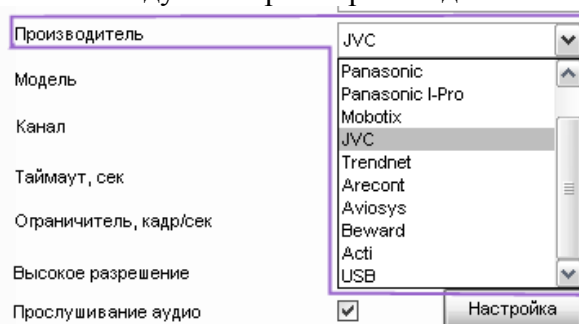 Производитель JVC
Panasonic
Модель
Panasonic I-Pro
Mobotix
Канал
JVC
Trendnet
Таймаут, сек
Arecont
Aviosys
Ограничитель, кадр/сек
Beward
Acti
Высокое разрешение
USB
Прослушивание аудио Настройка